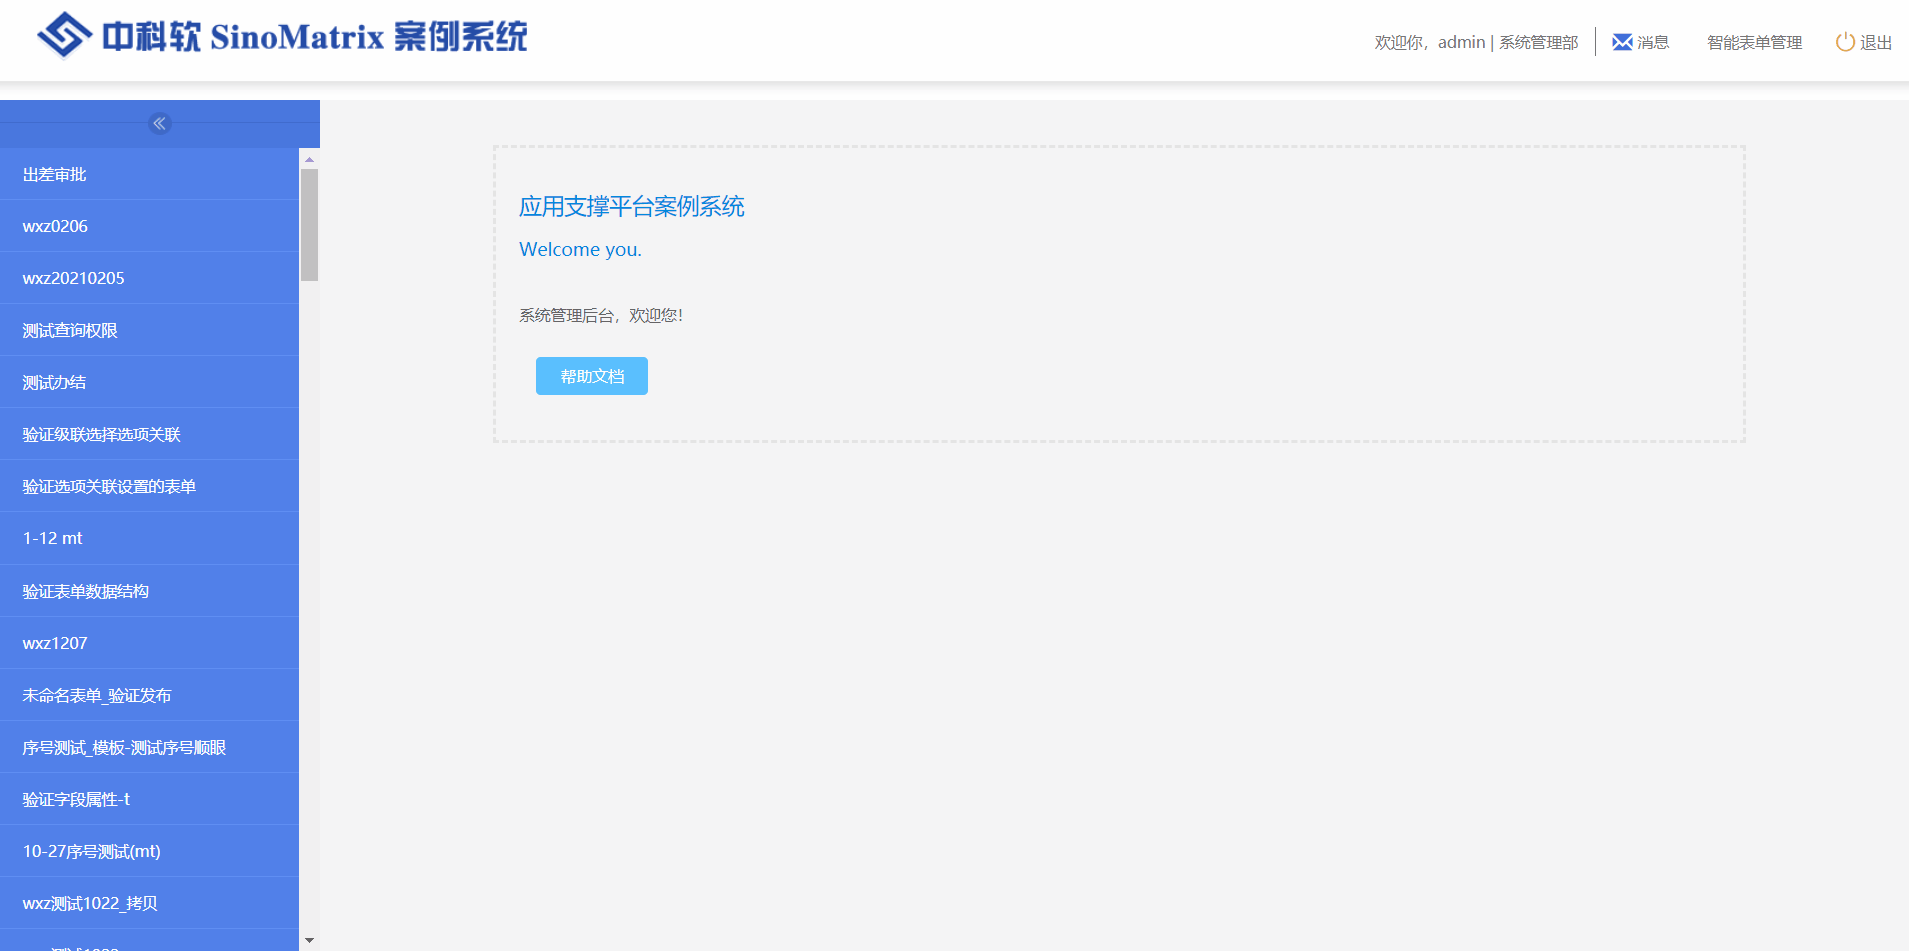 中科软 SinoMatrix 案例系统
欢迎你，admin | 系统管理部
消息
智能表单管理
退出
出差审批
wxz0206
wxz20210205
测试查询权限
测试办结
验证级联选择选项关联
验证选项关联设置的表单
1-12 mt
验证表单数据结构
wxz1207
未命名表单_验证发布
序号测试_模板-测试序号顺眼
验证字段属性-t
10-27序号测试(mt)
wxz测试1022_拷贝
应用支撑平台案例系统
Welcome you.
系统管理后台，欢迎您！
帮助文档